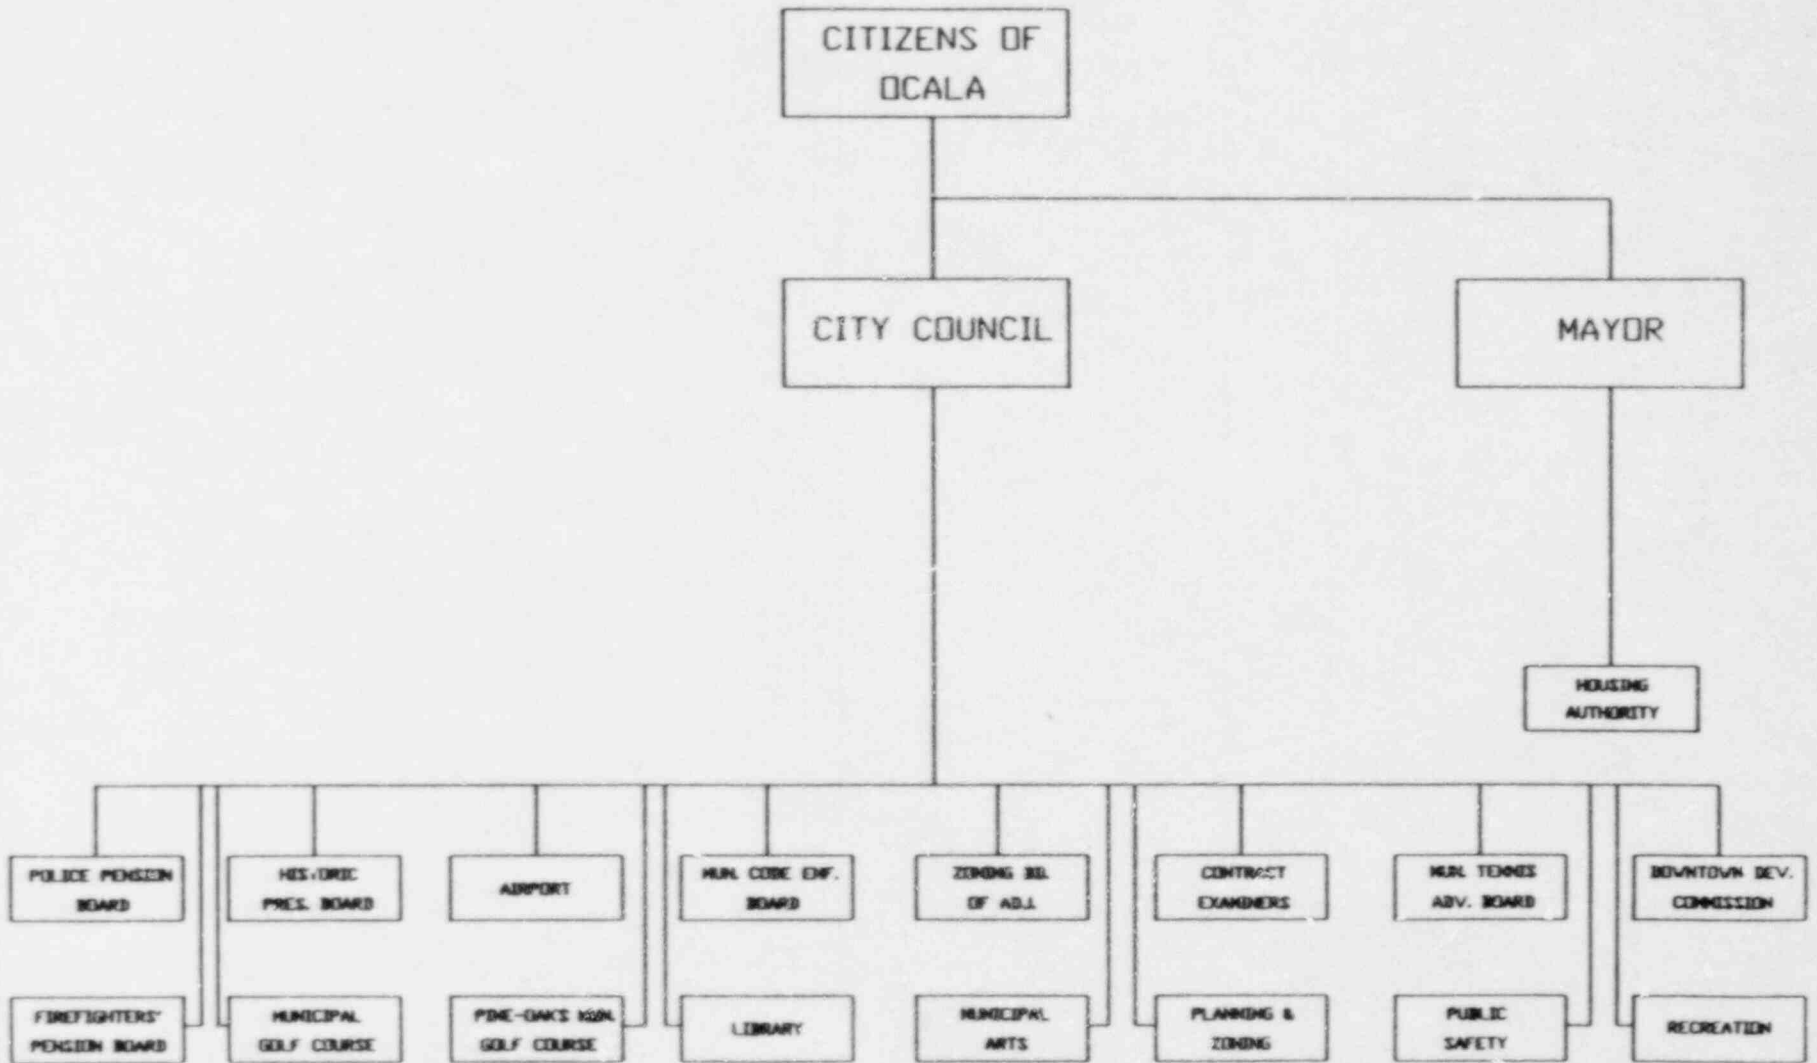 CITIZENS OF
OCALA
CITY COUNCIL
MAYOR
HOUSING
AUTHORITY
POLICE PENSION
BOARD
HISTORIC
PRES. BOARD
AIRPORT
MUN. CODE ENF.
BOARD
ZONING BD.
OF ADJ.
CONTRACT
EXAMINERS
MUN. TENNIS
ADV. BOARD
DOWNTOWN DEV.
COMMISSION
FIREFIGHTERS'
PENSION BOARD
MUNICIPAL
GOLF COURSE
PINE-OAKS MUN.
GOLF COURSE
LIBRARY
MUNICIPAL
ARTS
PLANNING &
ZONING
PUBLIC
SAFETY
RECREATION